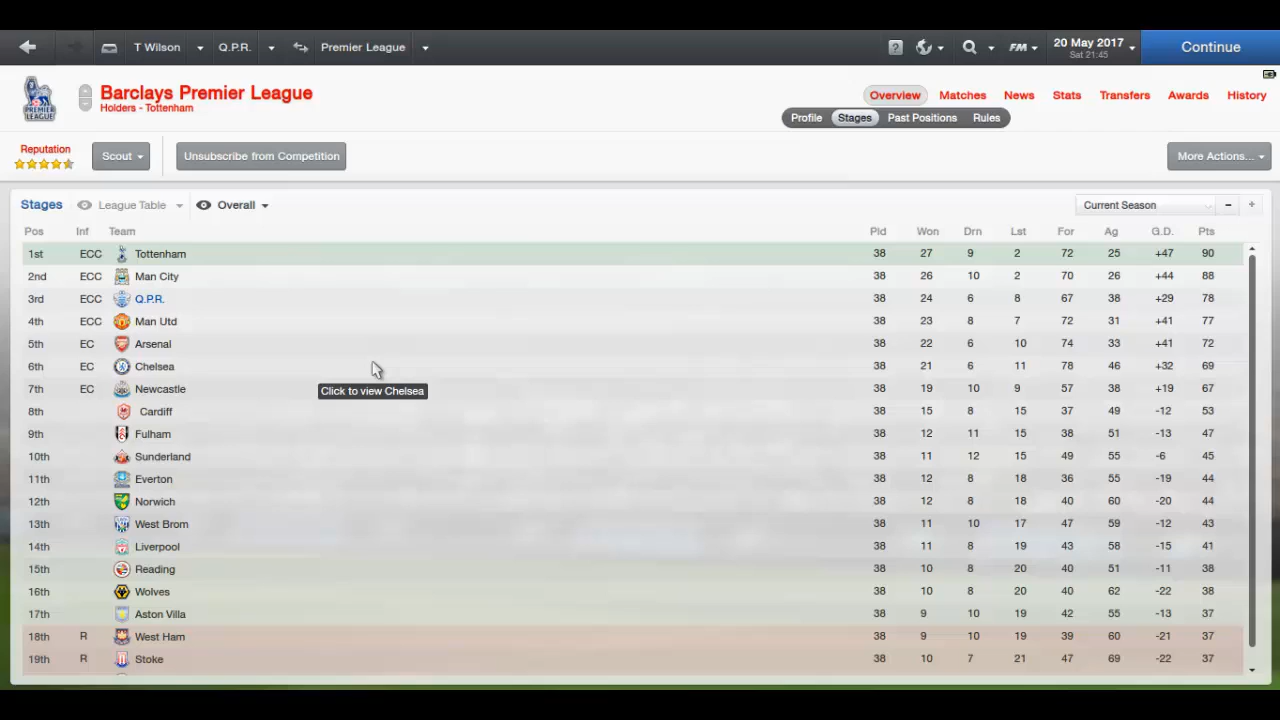 T Wilson Q.P.R. Premier League FM 20 May 2017 Continue
Sat 21:45
Barclays Premier League
Holders - Tottenham
Overview Matches News Stats Transfers Awards History
Profile Stages Past Positions Rules
Reputation
Scout Unsubscribe from Competition More Actions...
Stages League Table Overall Current Season
Pos Inf Team Pld Won Drn Lst For Ag G.D. Pts
1st ECC Tottenham 38 27 9 2 72 25 +47 90
2nd ECC Man City 38 26 10 2 70 26 +44 88
3rd ECC Q.P.R. 38 24 6 8 67 38 +29 78
4th ECC Man Utd 38 23 8 7 72 31 +41 77
5th EC Arsenal 38 22 6 10 74 33 +41 72
6th EC Chelsea 38 21 6 11 78 46 +32 69
Click to view Chelsea
7th EC Newcastle 38 19 10 9 57 38 +19 67
8th Cardiff 38 15 8 15 37 49 -12 53
9th Fulham 38 12 11 15 38 51 -13 47
10th Sunderland 38 11 12 15 49 55 -6 45
11th Everton 38 12 8 18 36 55 -19 44
12th Norwich 38 12 8 18 40 60 -20 44
13th West Brom 38 11 10 17 47 59 -12 43
14th Liverpool 38 11 8 19 43 58 -15 41
15th Reading 38 10 8 20 40 51 -11 38
16th Wolves 38 10 8 20 40 62 -22 38
17th Aston Villa 38 9 10 19 42 55 -13 37
18th R West Ham 38 9 10 19 39 60 -21 37
19th R Stoke 38 10 7 21 47 69 -22 37